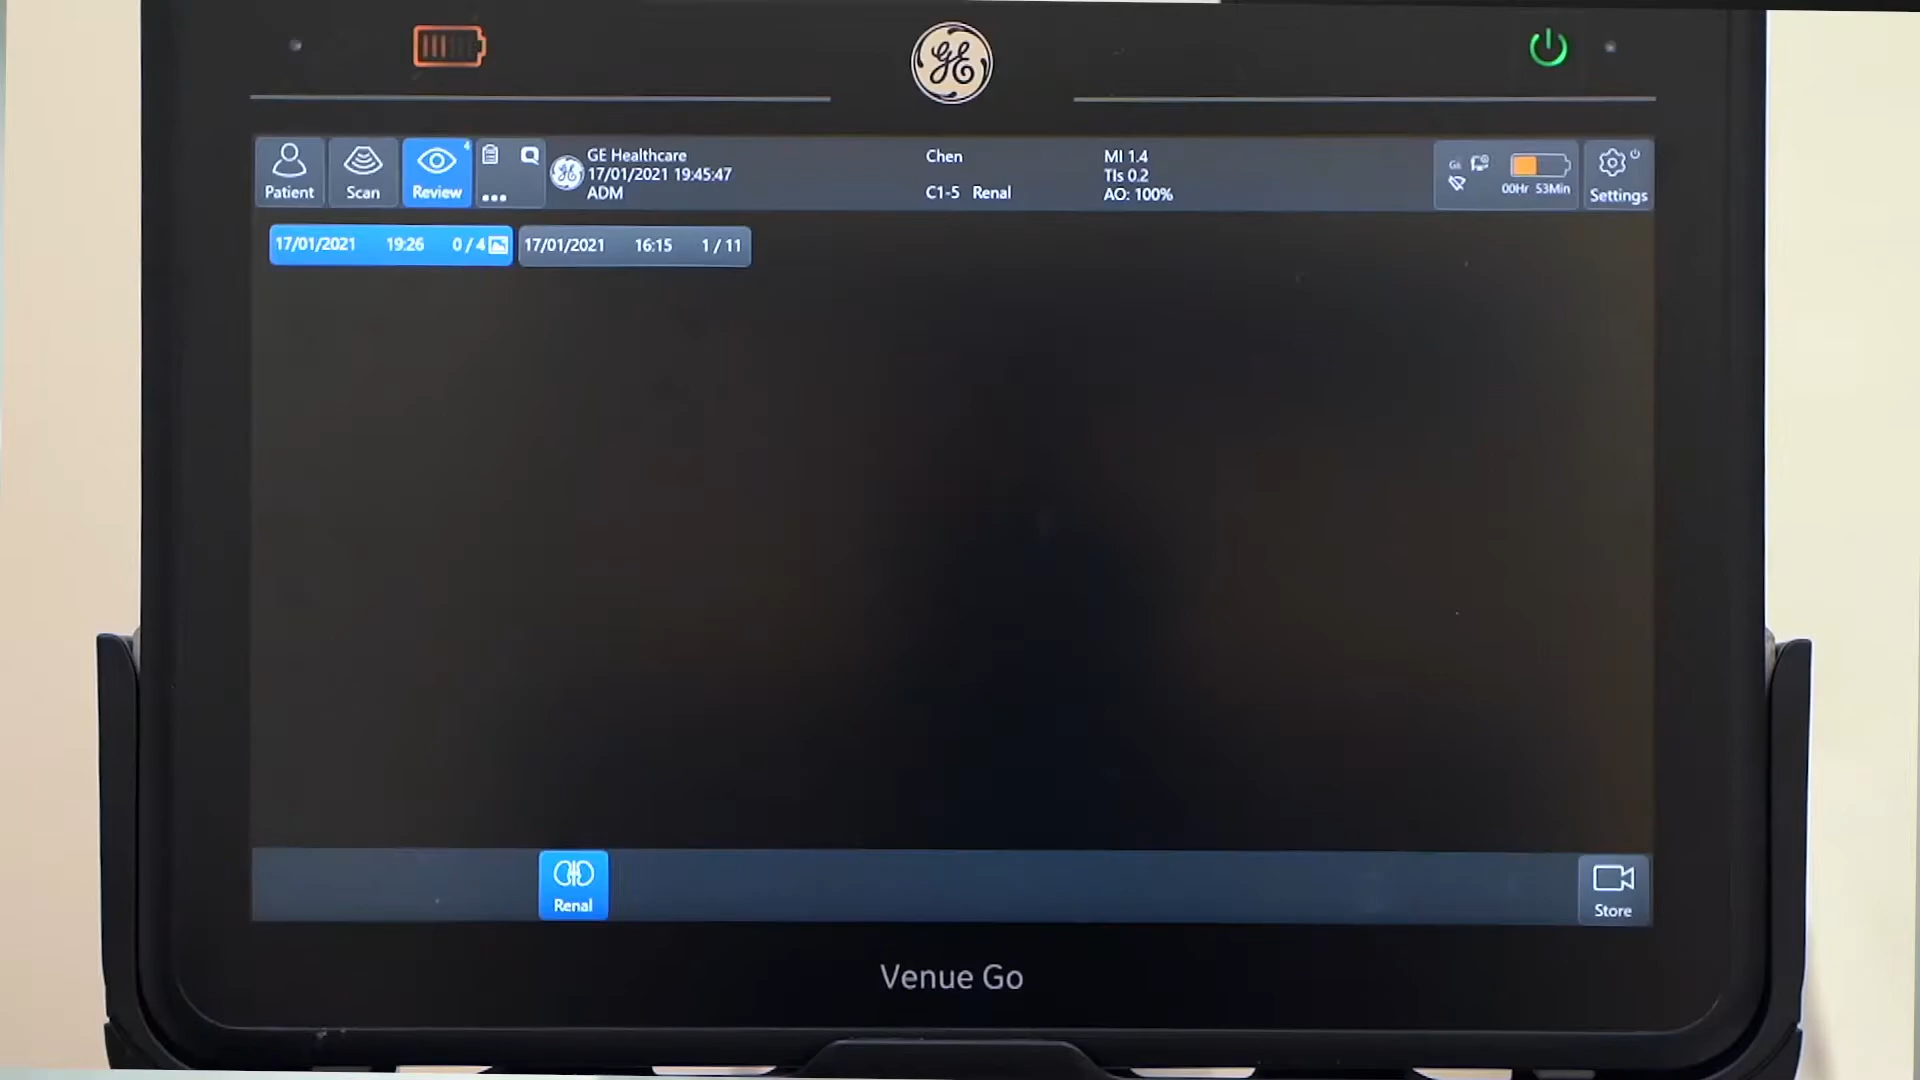 GE
Patient
Scan
Review
4
GE Healthcare
17/01/2021 19:45:47
ADM
Chen
C1-5 Renal
MI 1.4
TIs 0.2
AO: 100%
00Hr 53Min
Settings
17/01/2021 19:26 0 / 4
17/01/2021 16:15 1 / 11
Renal
Store
Venue Go